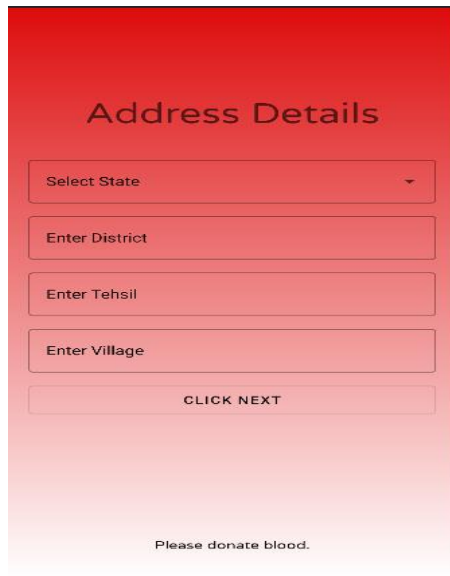 Address Details
Select State
Enter District
Enter Tehsil
Enter Village
CLICK NEXT
Please donate blood.